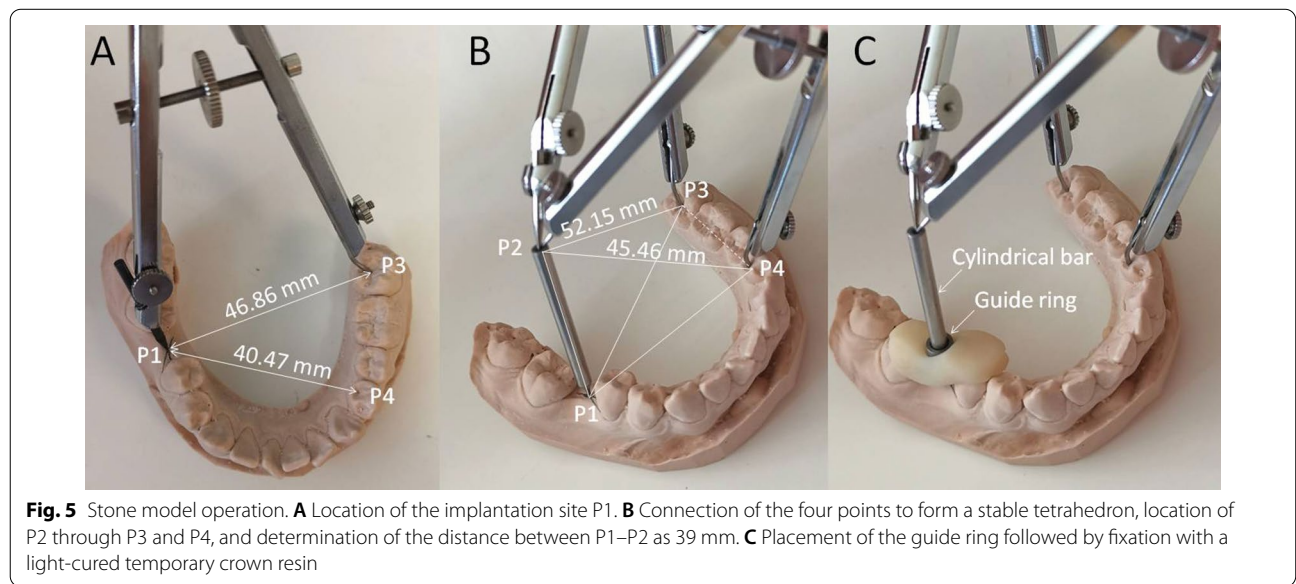 A
B
C
P3
46.86 mm
P1
40.47 mm
P4
P3
52.15 mm
P2
45.46 mm
P4
P1
Cylindrical bar
Guide ring
Fig. 5 Stone model operation. A Location of the implantation site P1. B Connection of the four points to form a stable tetrahedron, location of
P2 through P3 and P4, and determination of the distance between P1–P2 as 39 mm. C Placement of the guide ring followed by fixation with a
light-cured temporary crown resin